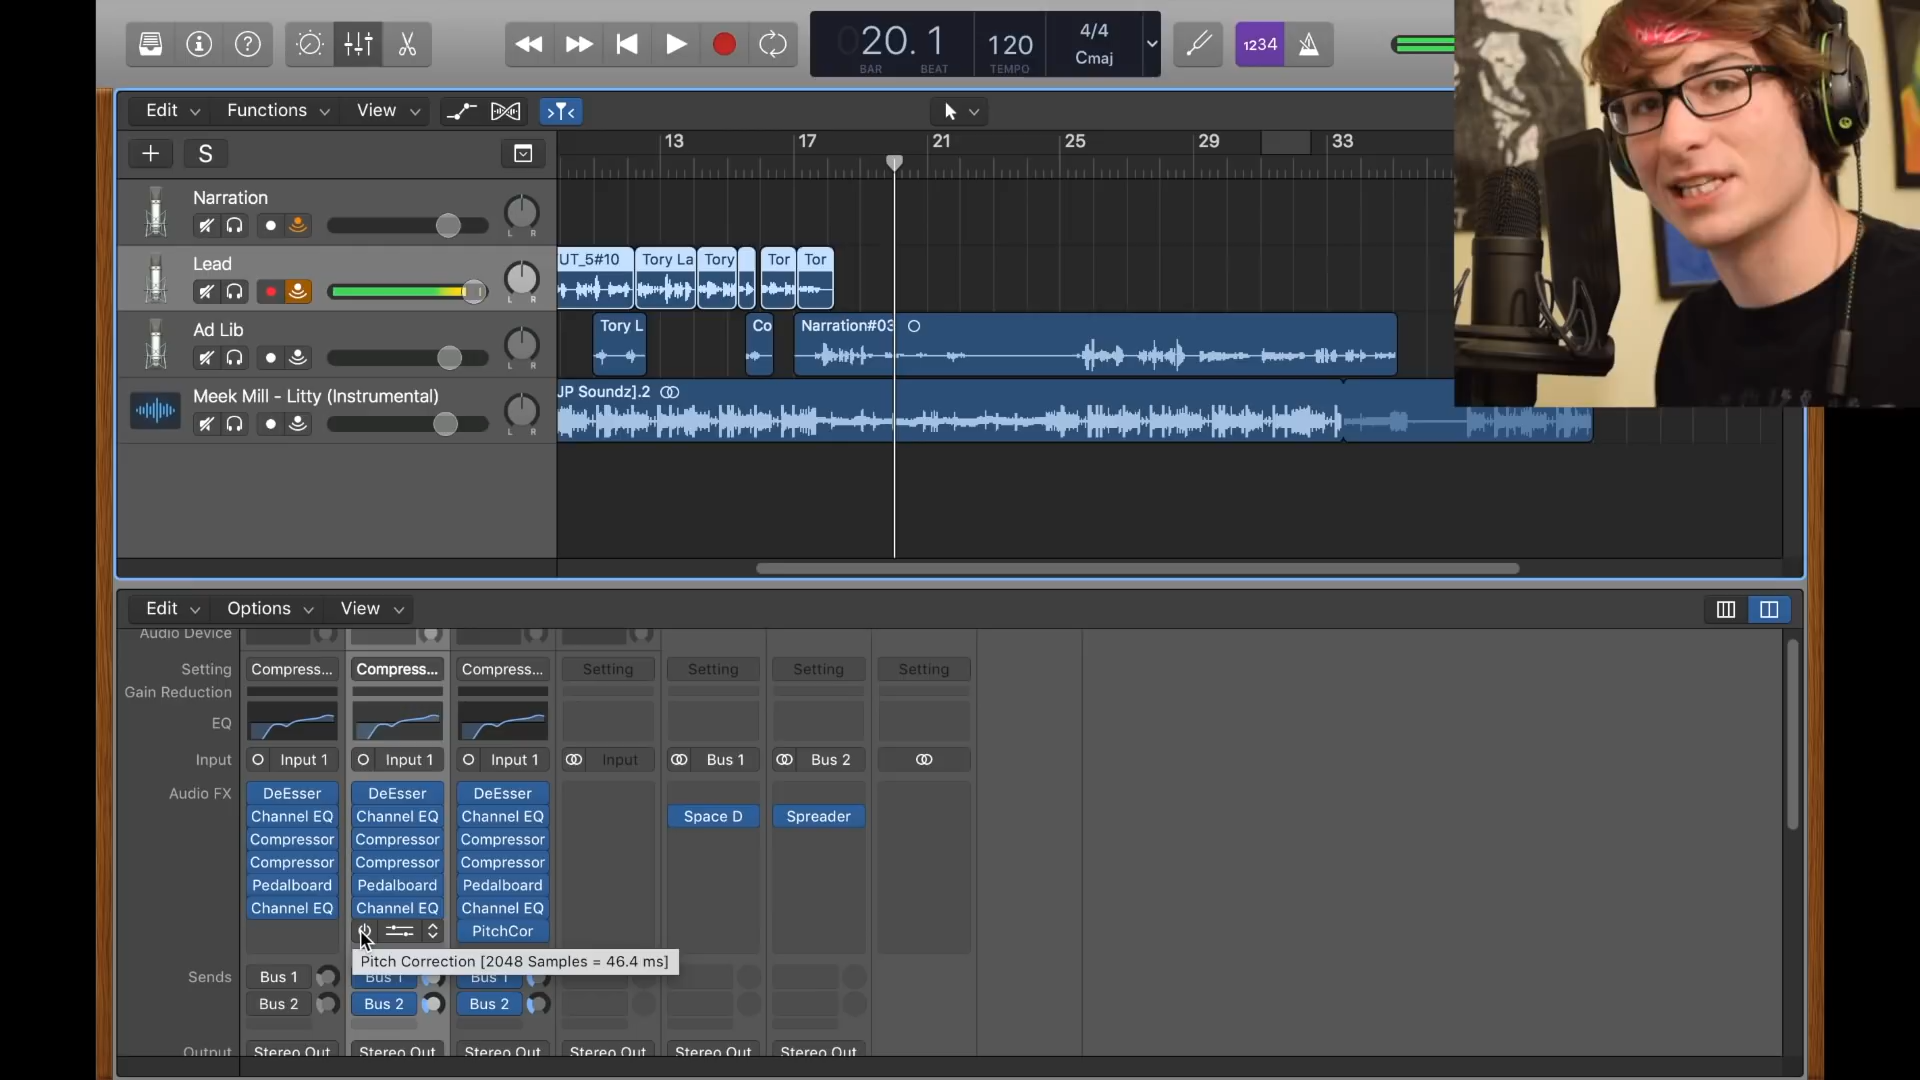 20. 1
BAR BEAT
120
TEMPO
4/4
Cmaj
1234
Edit Functions View
S
13 17 21 25 29 33
Narration
L R
Lead
L R
UT_5#10 Tory La Tory Tor Tor
Ad Lib
L R
Tory L Co Narration#03
Meek Mill - Litty (Instrumental)
L R
JP Soundz].2
Edit Options View
Audio Device
Setting Compress... Compress... Compress... Setting Setting Setting Setting
Gain Reduction
EQ
Input Input 1 Input 1 Input 1 Input Bus 1 Bus 2
Audio FX DeEsser DeEsser DeEsser
Channel EQ Channel EQ Channel EQ Space D Spreader
Compressor Compressor Compressor
Compressor Compressor Compressor
Pedalboard Pedalboard Pedalboard
Channel EQ Channel EQ Channel EQ
PitchCor
Pitch Correction [2048 Samples = 46.4 ms]
Sends Bus 1 Bus 1 Bus 1
Bus 2 Bus 2 Bus 2
Output Stereo Out Stereo Out Stereo Out Stereo Out Stereo Out Stereo Out